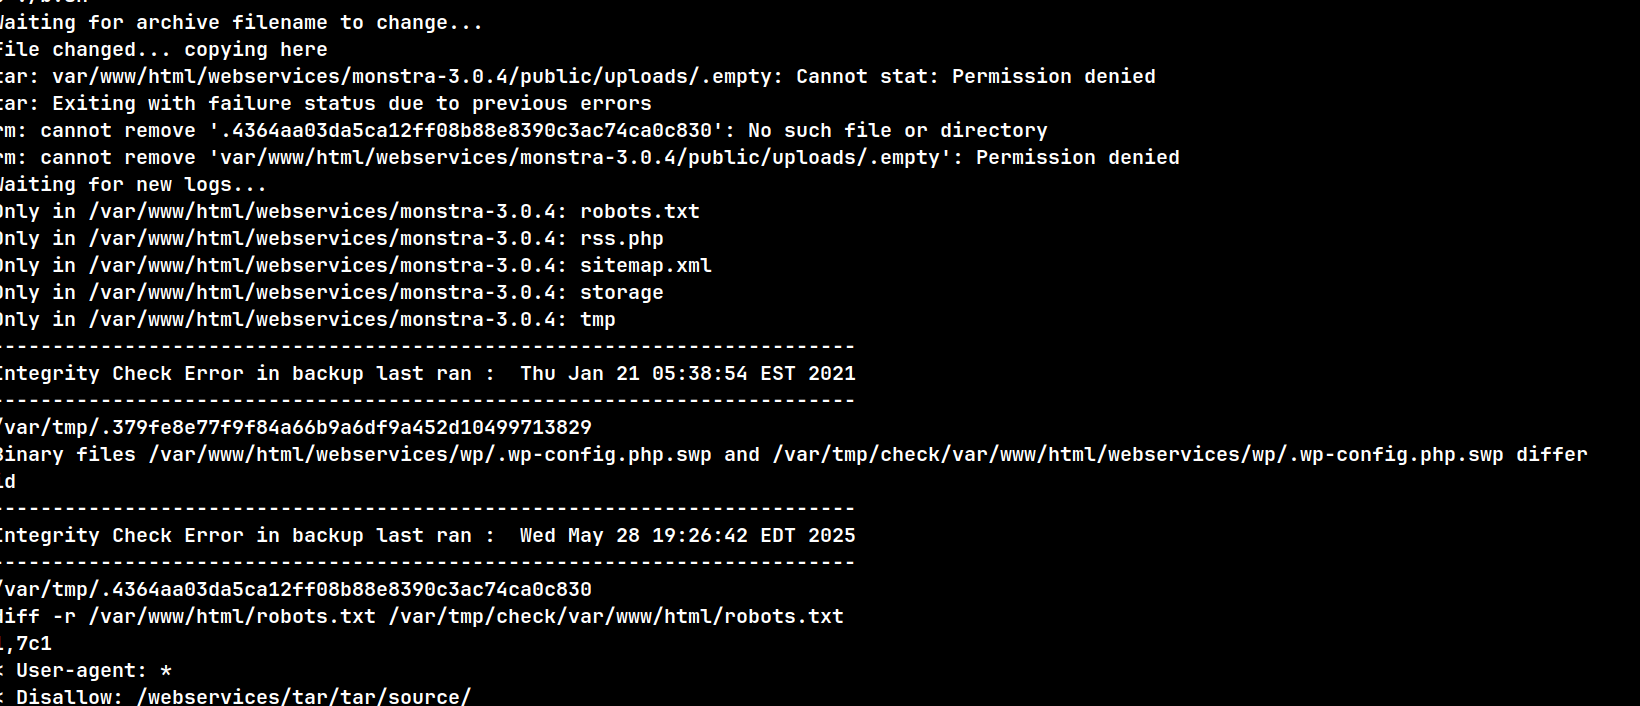 Waiting for archive filename to change...
File changed... copying here
tar: var/www/html/webservices/monstra-3.0.4/public/uploads/.empty: Cannot stat: Permission denied
tar: Exiting with failure status due to previous errors
rm: cannot remove '.4364aa03da5ca12ff08b88e8390c3ac74ca0c830': No such file or directory
rm: cannot remove 'var/www/html/webservices/monstra-3.0.4/public/uploads/.empty': Permission denied
Waiting for new logs...
Only in /var/www/html/webservices/monstra-3.0.4: robots.txt
Only in /var/www/html/webservices/monstra-3.0.4: rss.php
Only in /var/www/html/webservices/monstra-3.0.4: sitemap.xml
Only in /var/www/html/webservices/monstra-3.0.4: storage
Only in /var/www/html/webservices/monstra-3.0.4: tmp
------------------------------------------------------------------------
Integrity Check Error in backup last ran :  Thu Jan 21 05:38:54 EST 2021
------------------------------------------------------------------------
/var/tmp/.379fe8e77f9f84a66b9a6df9a452d10499713829
Binary files /var/www/html/webservices/wp/.wp-config.php.swp and /var/tmp/check/var/www/html/webservices/wp/.wp-config.php.swp differ
------------------------------------------------------------------------
Integrity Check Error in backup last ran :  Wed May 28 19:26:42 EDT 2025
------------------------------------------------------------------------
/var/tmp/.4364aa03da5ca12ff08b88e8390c3ac74ca0c830
diff -r /var/www/html/robots.txt /var/tmp/check/var/www/html/robots.txt
1,7c1
< User-agent: *
< Disallow: /webservices/tar/tar/source/